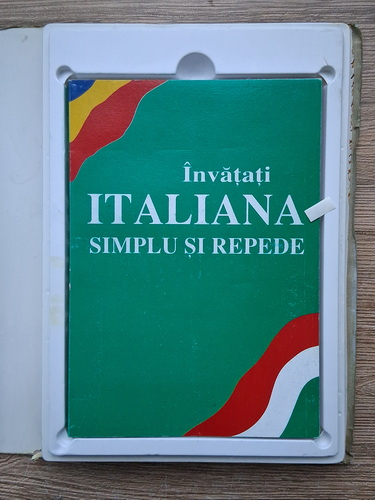 Învățați
ITALIANA
SIMPLU ȘI REPEDE